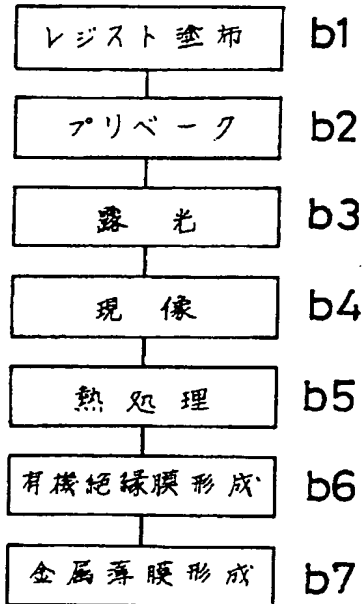 レジスト塗布 b1
プリベーク b2
露光 b3
現像 b4
熱処理 b5
有機絶縁膜形成 b6
金属薄膜形成 b7